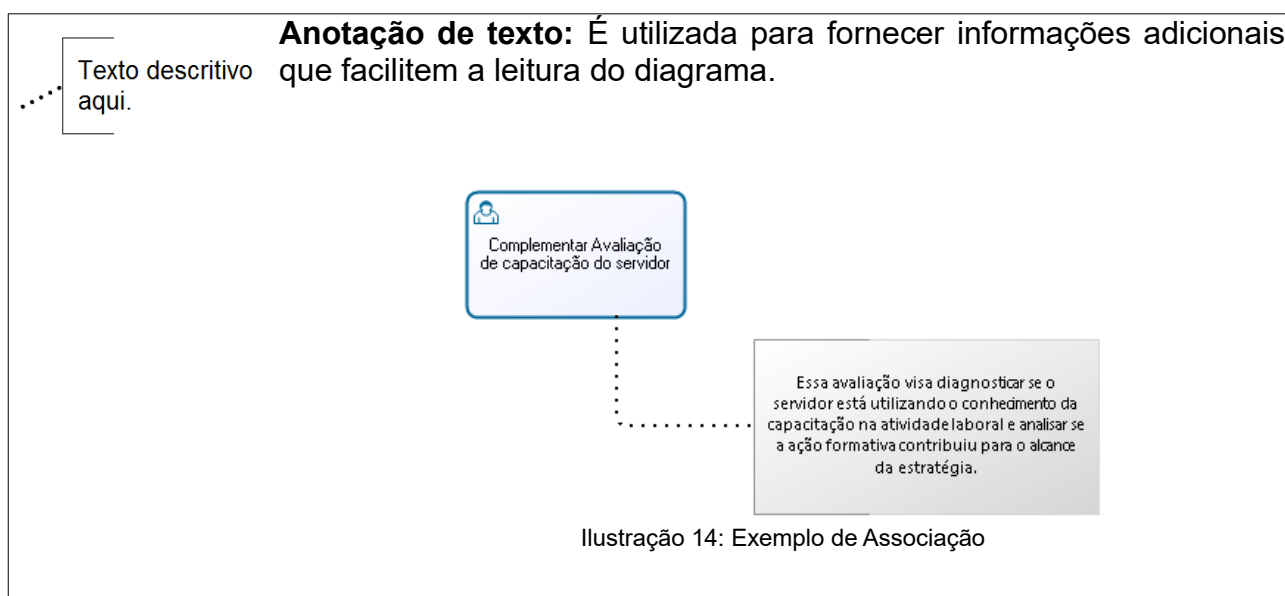 Anotação de texto: É utilizada para fornecer informações adicionais
que facilitem a leitura do diagrama.
Texto descritivo
aqui.
Complementar Avaliação
de capacitação do servidor
Essa avaliação visa diagnosticar se o
servidor está utilizando o conhecimento da
capacitação na atividade laboral e analisar se
a ação formativa contribuiu para o alcance
da estratégia.
Ilustração 14: Exemplo de Associação